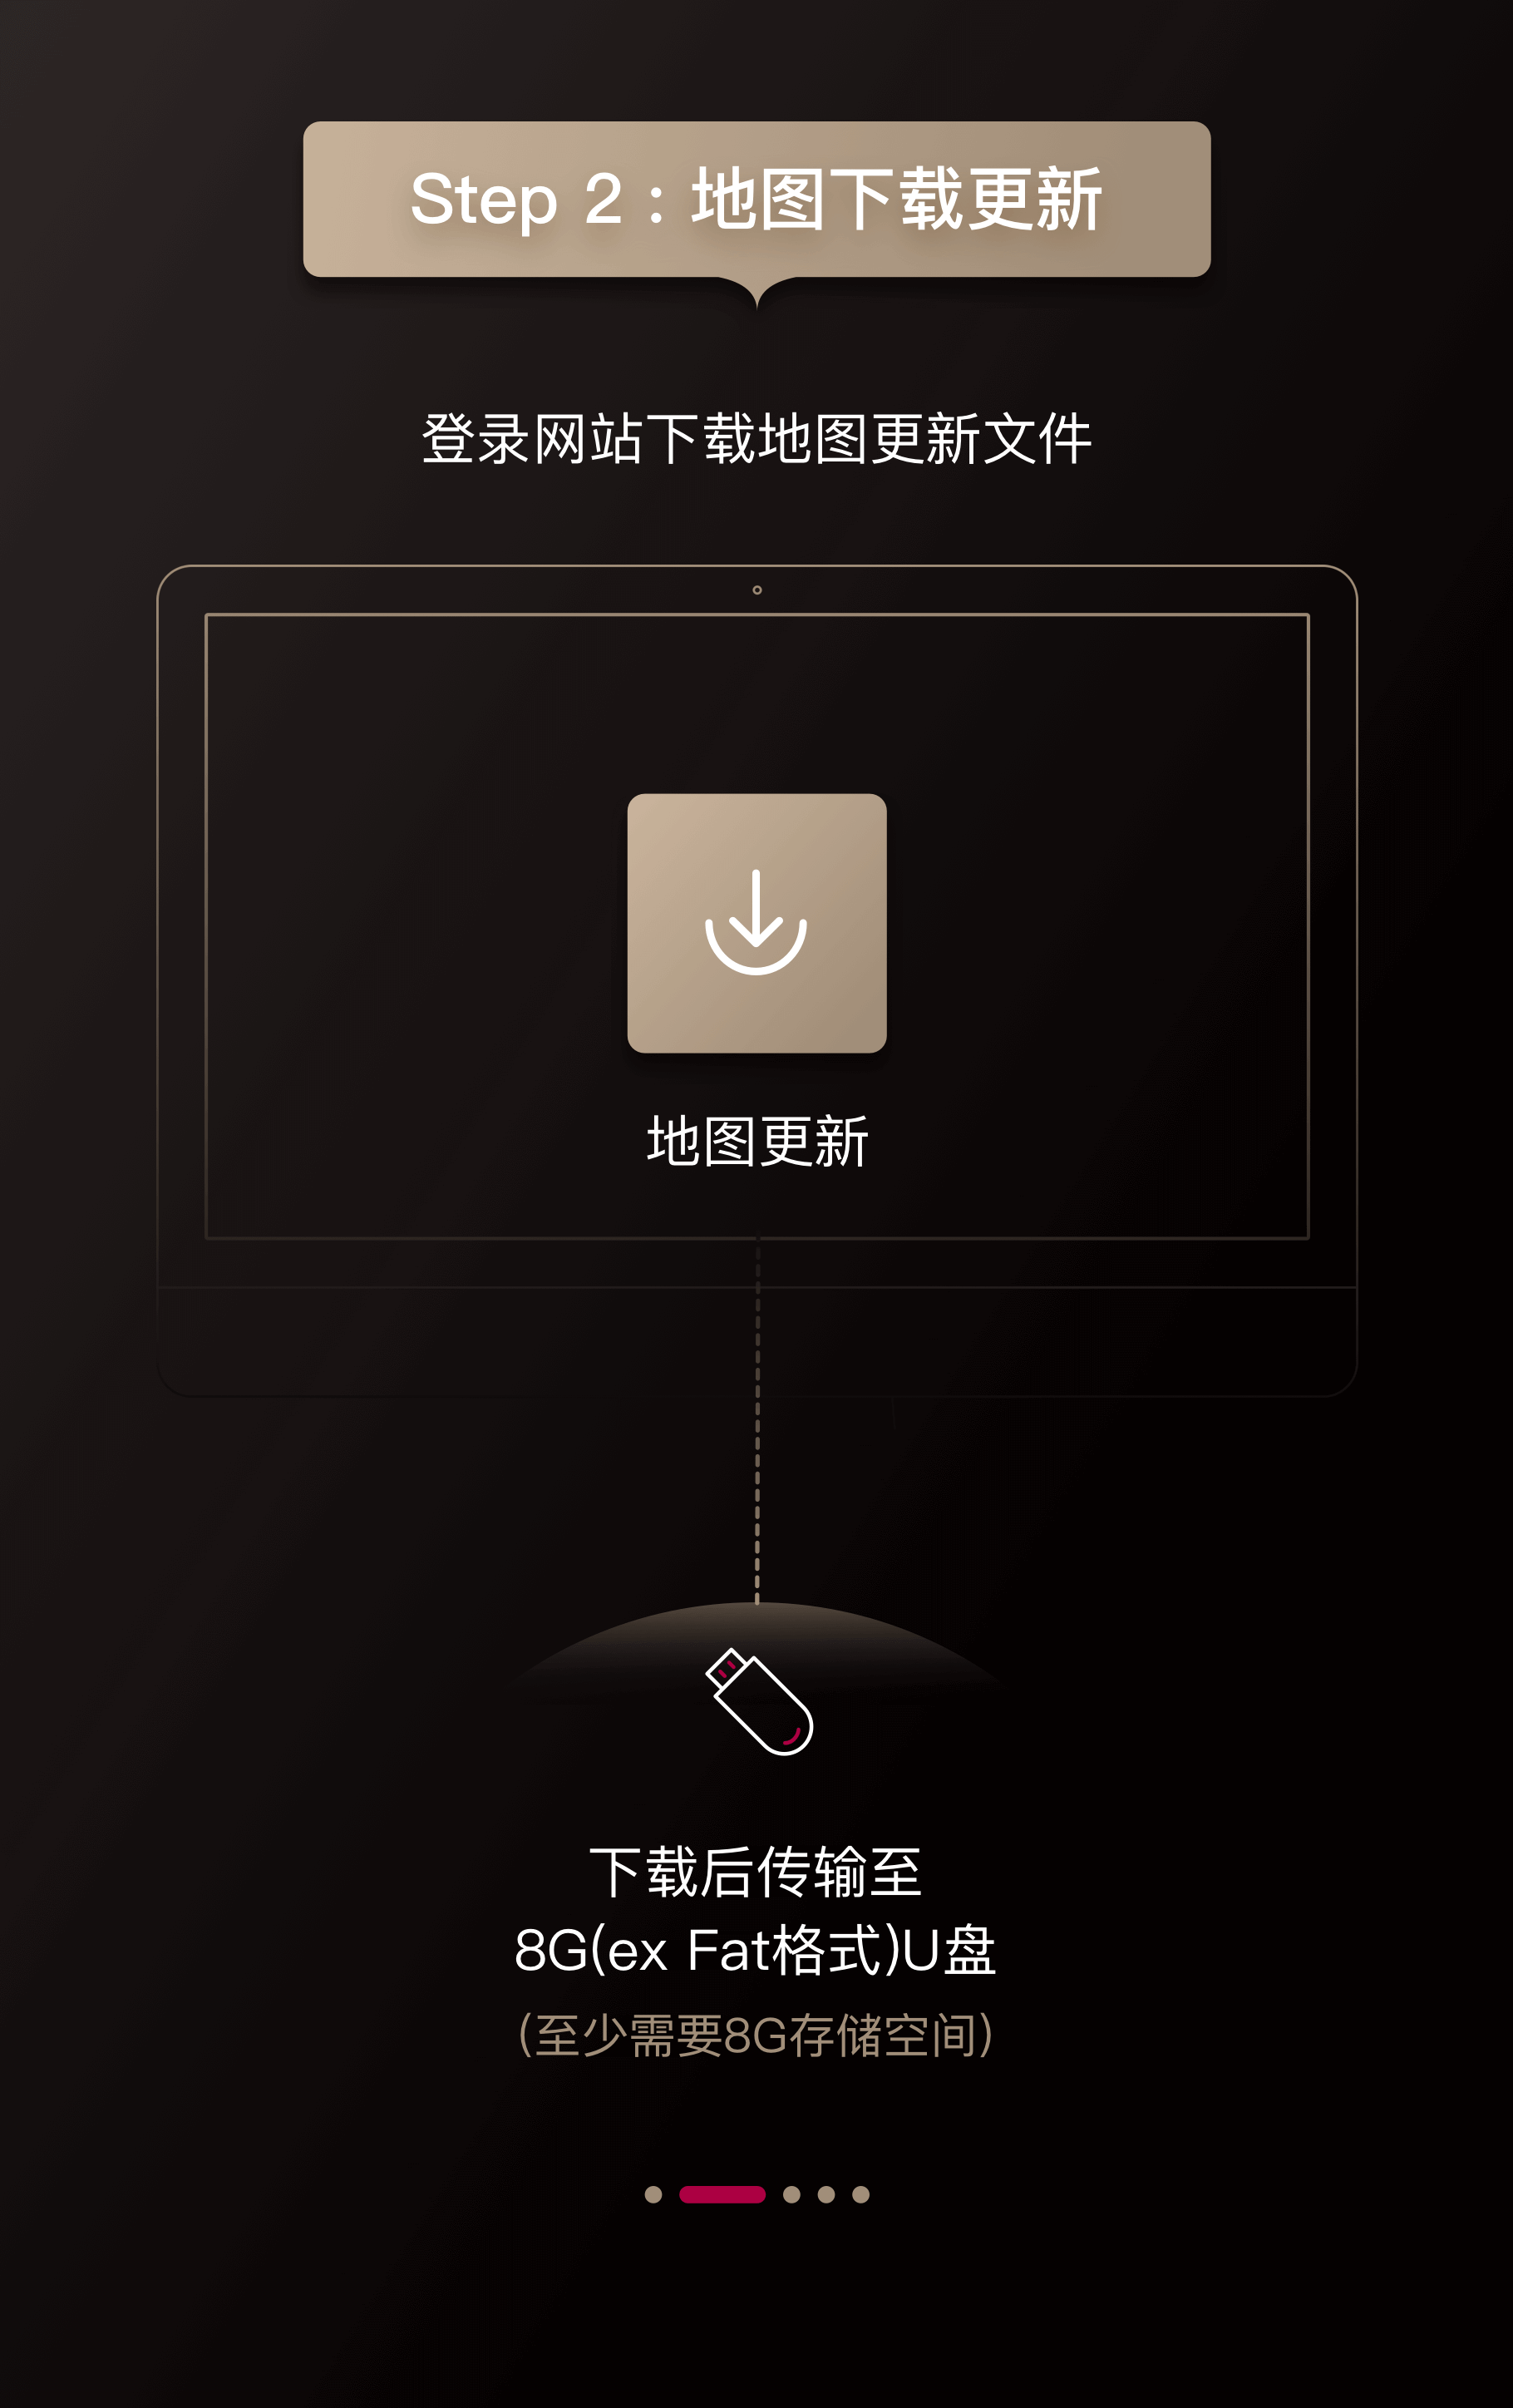 Step 2 : 地图下载更新
登录网站下载地图更新文件
地图更新
下载后传输至
8G(ex Fat格式)U盘
(至少需要8G存储空间)